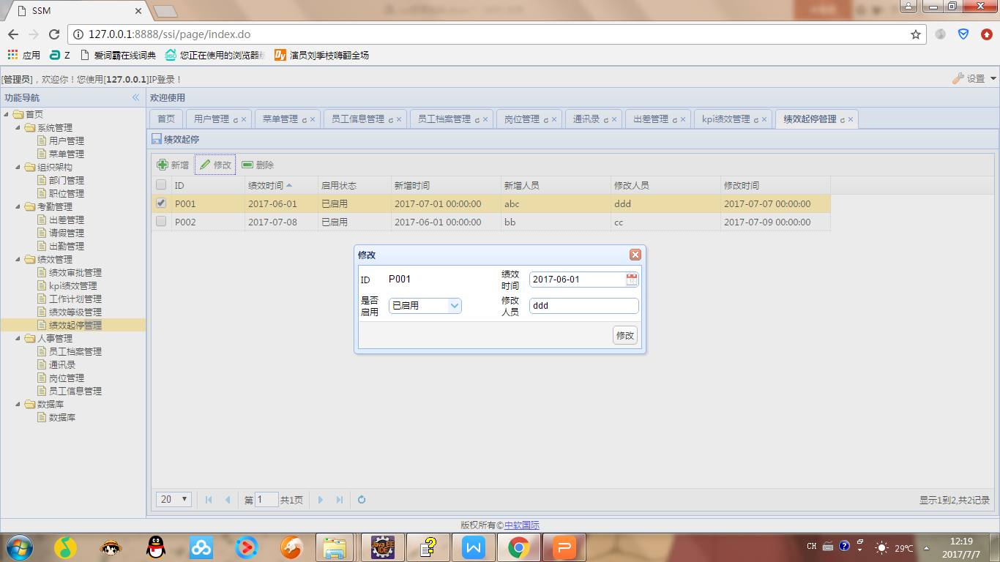 SSM
127.0.0.1:8888/ssi/page/index.do
应用 Z 爱词霸在线词典 您正在使用的浏览器版 演员刘季枝嗨翻全场
[管理员]，欢迎你！您使用[127.0.0.1]IP登录！ 设置
功能导航 欢迎使用
首页 用户管理 菜单管理 员工信息管理 员工档案管理 岗位管理 通讯录 出差管理 kpi绩效管理 绩效起停管理
绩效起停
新增 修改 删除
ID 绩效时间 启用状态 新增时间 新增人员 修改人员 修改时间
P001 2017-06-01 已启用 2017-07-01 00:00:00 abc ddd 2017-07-07 00:00:00
P002 2017-07-08 已启用 2017-06-01 00:00:00 bb cc 2017-07-09 00:00:00
首页
系统管理
用户管理
菜单管理
组织架构
部门管理
职位管理
考勤管理
出差管理
请假管理
出勤管理
绩效管理
绩效审批管理
kpi绩效管理
工作计划管理
绩效等级管理
绩效起停管理
人事管理
员工档案管理
通讯录
岗位管理
员工信息管理
数据库
数据库
修改
ID P001 绩效时间 2017-06-01
是否启用 已启用 修改人员 ddd
修改
20 第 1 共1页 显示1到2,共2记录
版权所有©中软国际
CH 29℃ 12:19
2017/7/7